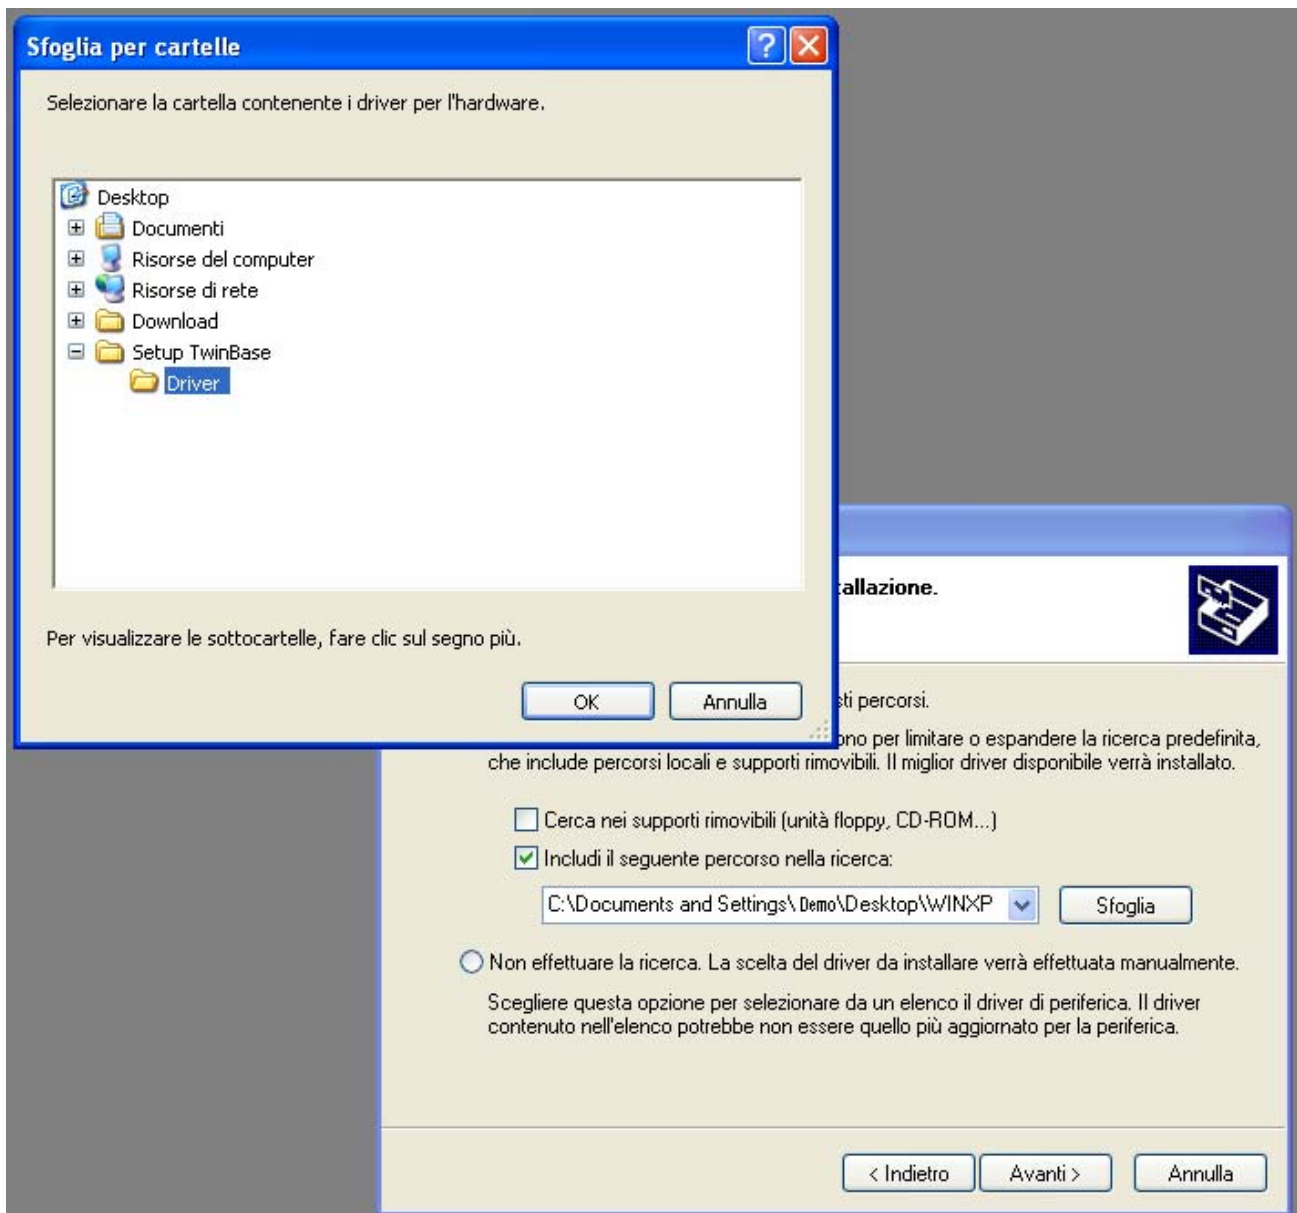 Sfoglia per cartelle
Selezionare la cartella contenente i driver per l'hardware.
Desktop
Documenti
Risorse del computer
Risorse di rete
Download
Setup TwinBase
Driver
Per visualizzare le sottocartelle, fare clic sul segno più.
OK
Annulla
allazione.
sti percorsi.
ono per limitare o espandere la ricerca predefinita,
che include percorsi locali e supporti rimovibili. Il miglior driver disponibile verrà installato.
Cerca nei supporti rimovibili (unità floppy, CD-ROM...)
Includi il seguente percorso nella ricerca:
C:\Documents and Settings\Demo\Desktop\WINXP
Sfoglia
Non effettuare la ricerca. La scelta del driver da installare verrà effettuata manualmente.
Scegliere questa opzione per selezionare da un elenco il driver di periferica. Il driver
contenuto nell'elenco potrebbe non essere quello più aggiornato per la periferica.
< Indietro
Avanti >
Annulla